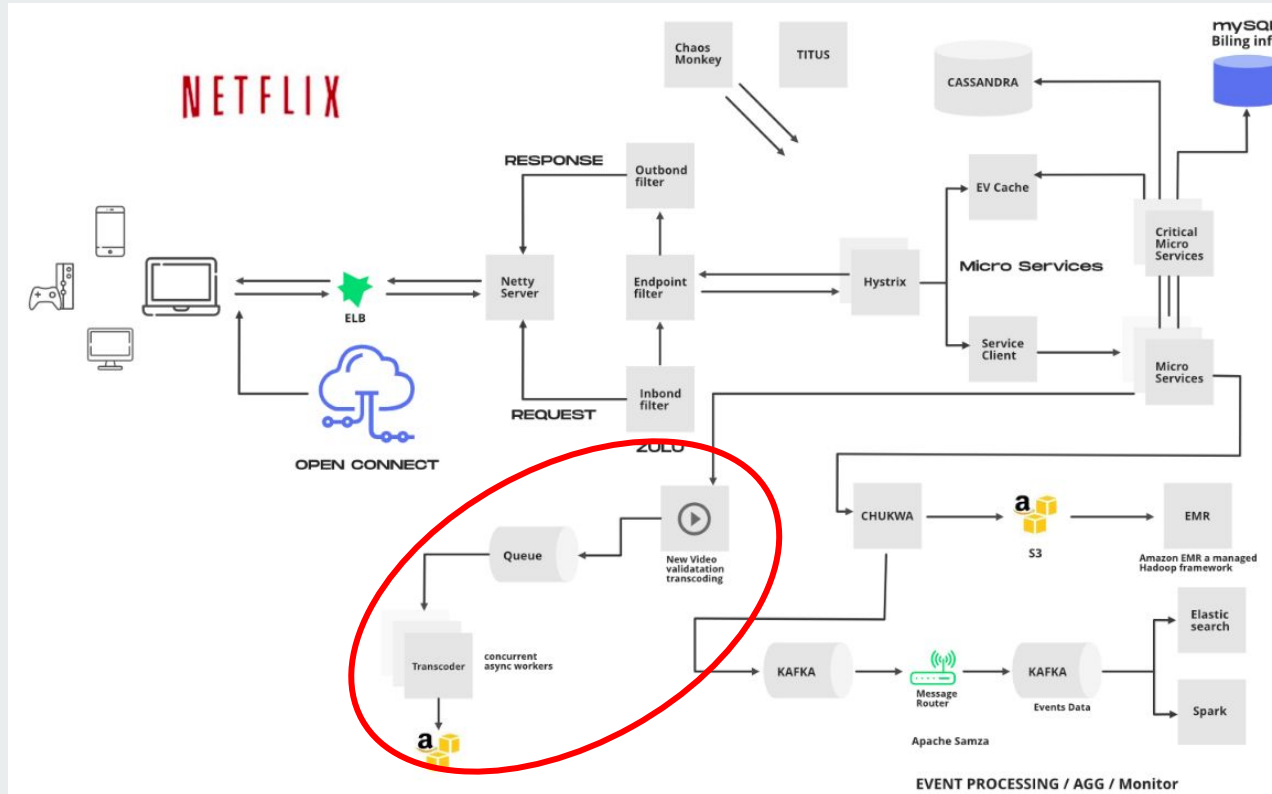 NETFLIX
Chaos
Monkey
TITUS
CASSANDRA
mySQL
Biling inf
RESPONSE
Outbond
filter
EV Cache
Critical
Micro
Services
Netty
Server
Endpoint
filter
Hystrix
Micro Services
ELB
Service
Client
Micro
Services
Inbond
filter
REQUEST
ZULU
OPEN CONNECT
Queue
New Video
validatation
transcoding
CHUKWA
a
S3
EMR
Amazon EMR a managed
Hadoop framework
Elastic
search
Transcoder
concurrent
async workers
KAFKA
Message
Router
KAFKA
Events Data
Spark
Apache Samza
a
EVENT PROCESSING / AGG / Monitor